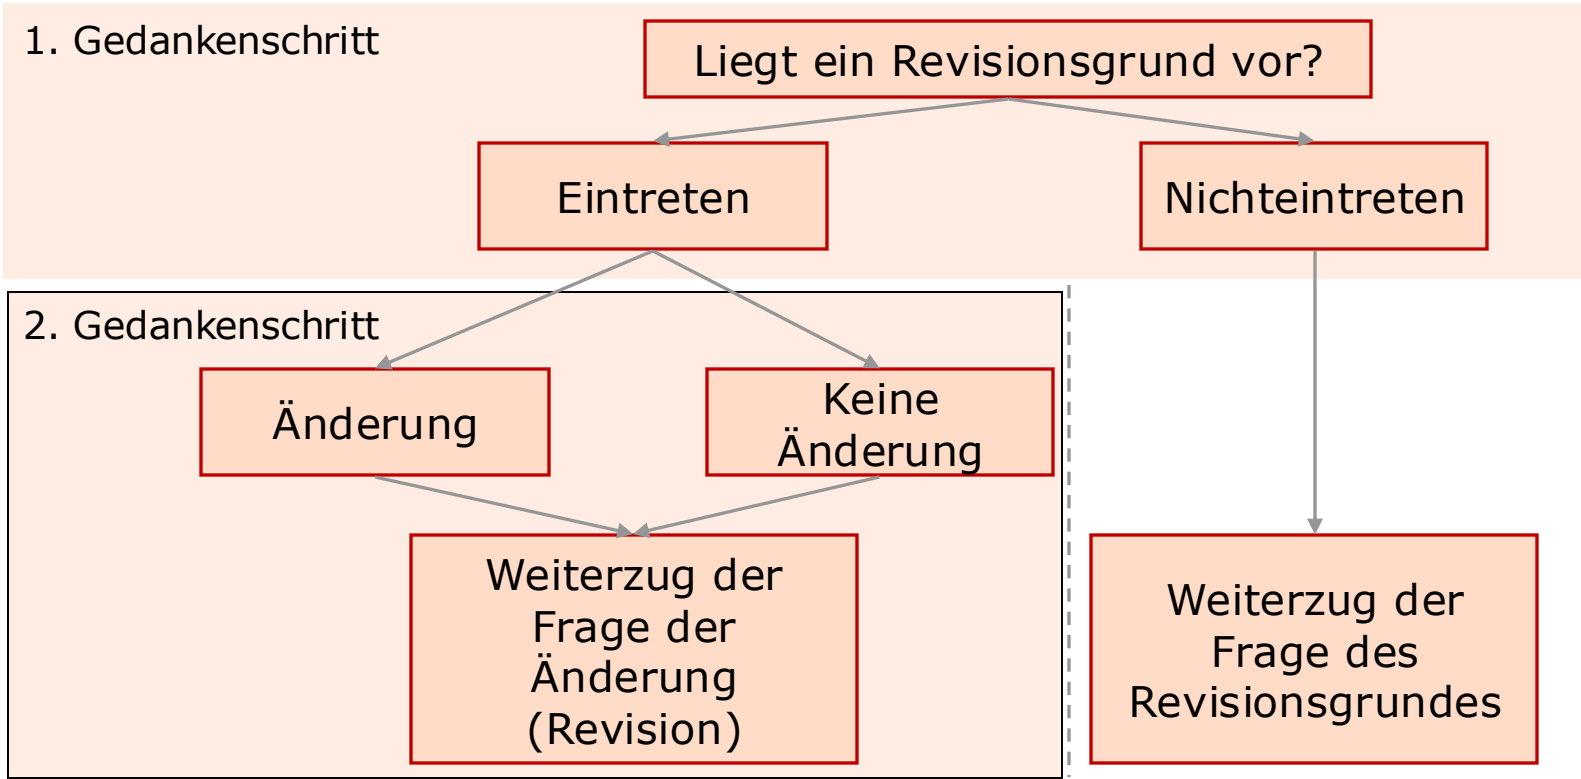 1. Gedankenschritt
Liegt ein Revisionsgrund vor?
Eintreten
Nichteintreten
2. Gedankenschritt
Änderung
Keine
Änderung
Weiterzug der
Frage der
Änderung
(Revision)
Weiterzug der
Frage des
Revisionsgrundes